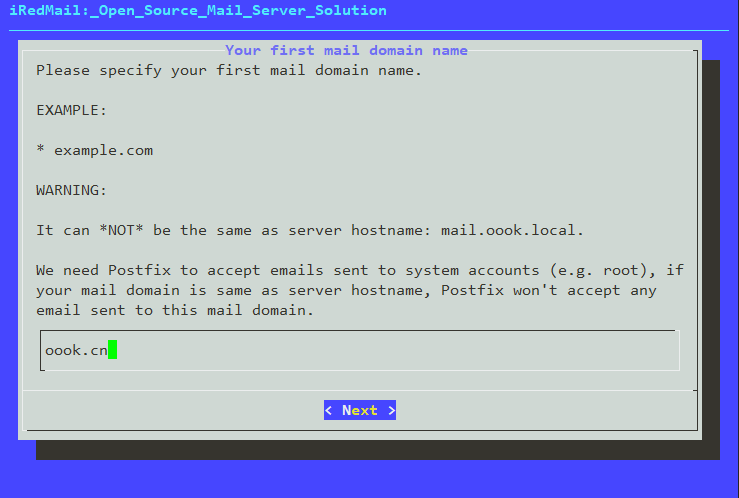 iRedMail:_Open_Source_Mail_Server_Solution
Your first mail domain name
Please specify your first mail domain name.
EXAMPLE:
* example.com
WARNING:
It can *NOT* be the same as server hostname: mail.oook.local.
We need Postfix to accept emails sent to system accounts (e.g. root), if
your mail domain is same as server hostname, Postfix won't accept any
email sent to this mail domain.
oook.cn
< Next >